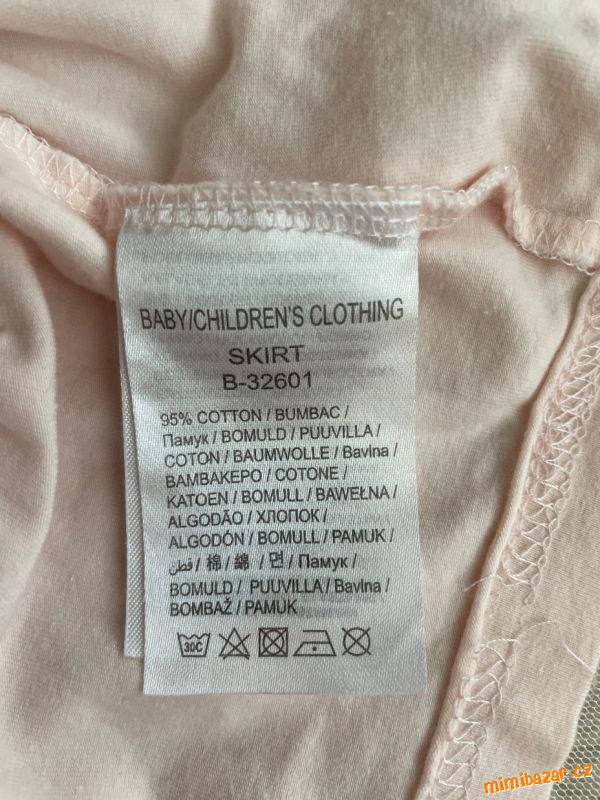 BABY/CHILDREN'S CLOTHING
SKIRT
B-32601
95% COTTON / BUMBAC /
Памук / BOMULD / PUUVILLA /
COTON / BAUMWOLLE / Bavlna /
BAMBAKEPO / COTONE /
KATOEN / BOMULL / BAWEŁNA /
ALGODÃO / ХЛОПОК /
ALGODÓN / BOMULL / PAMUK /
قطن / 棉 / 綿 / 면 / Памук /
BOMULD / PUUVILLA / Bavlna /
BOMBAŽ / PAMUK
30C
mimibazar.cz